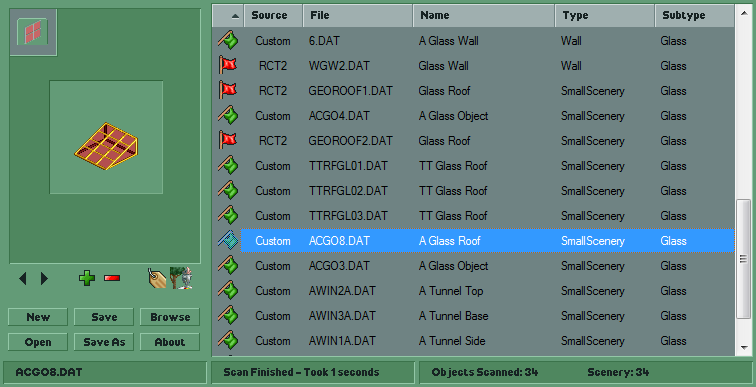 Source File Name Type Subtype
Custom 6.DAT A Glass Wall Wall Glass
RCT2 WGW2.DAT Glass Wall Wall Glass
RCT2 GEOROOF1.DAT Glass Roof SmallScenery Glass
Custom ACGO4.DAT A Glass Object SmallScenery Glass
RCT2 GEOROOF2.DAT Glass Roof SmallScenery Glass
Custom TTRFGL01.DAT TT Glass Roof SmallScenery Glass
Custom TTRFGL02.DAT TT Glass Roof SmallScenery Glass
Custom TTRFGL03.DAT TT Glass Roof SmallScenery Glass
Custom ACGO8.DAT A Glass Roof SmallScenery Glass
Custom ACGO3.DAT A Glass Object SmallScenery Glass
Custom AWIN2A.DAT A Tunnel Top SmallScenery Glass
Custom AWIN3A.DAT A Tunnel Base SmallScenery Glass
Custom AWIN1A.DAT A Tunnel Side SmallScenery Glass
New Save Browse
Open Save As About
ACGO8.DAT Scan Finished - Took 1 seconds Objects Scanned: 34 Scenery: 34